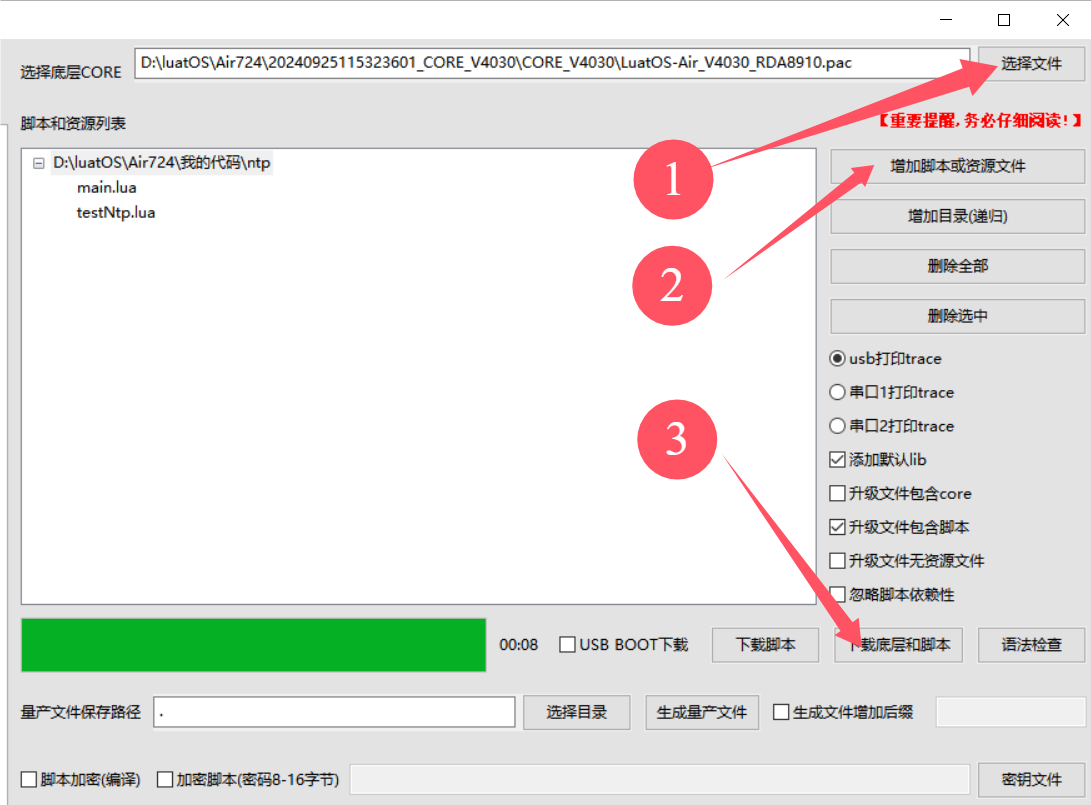 选择底层CORE D:\luatOS\Air724\20240925115323601_CORE_V4030\CORE_V4030\LuatOS-Air_V4030_RDA8910.pac 选择文件
脚本和资源列表 【重要提醒,务必仔细阅读!】
D:\luatOS\Air724\我的代码\ntp
main.lua
testNtp.lua
1
2
3
增加脚本或资源文件
增加目录(递归)
删除全部
删除选中
usb打印trace
串口1打印trace
串口2打印trace
添加默认lib
升级文件包含core
升级文件包含脚本
升级文件无资源文件
忽略脚本依赖性
00:08 USB BOOT下载 下载脚本 下载底层和脚本 语法检查
量产文件保存路径 . 选择目录 生成量产文件 生成文件增加后缀
脚本加密(编译) 加密脚本(密码8-16字节) 密钥文件